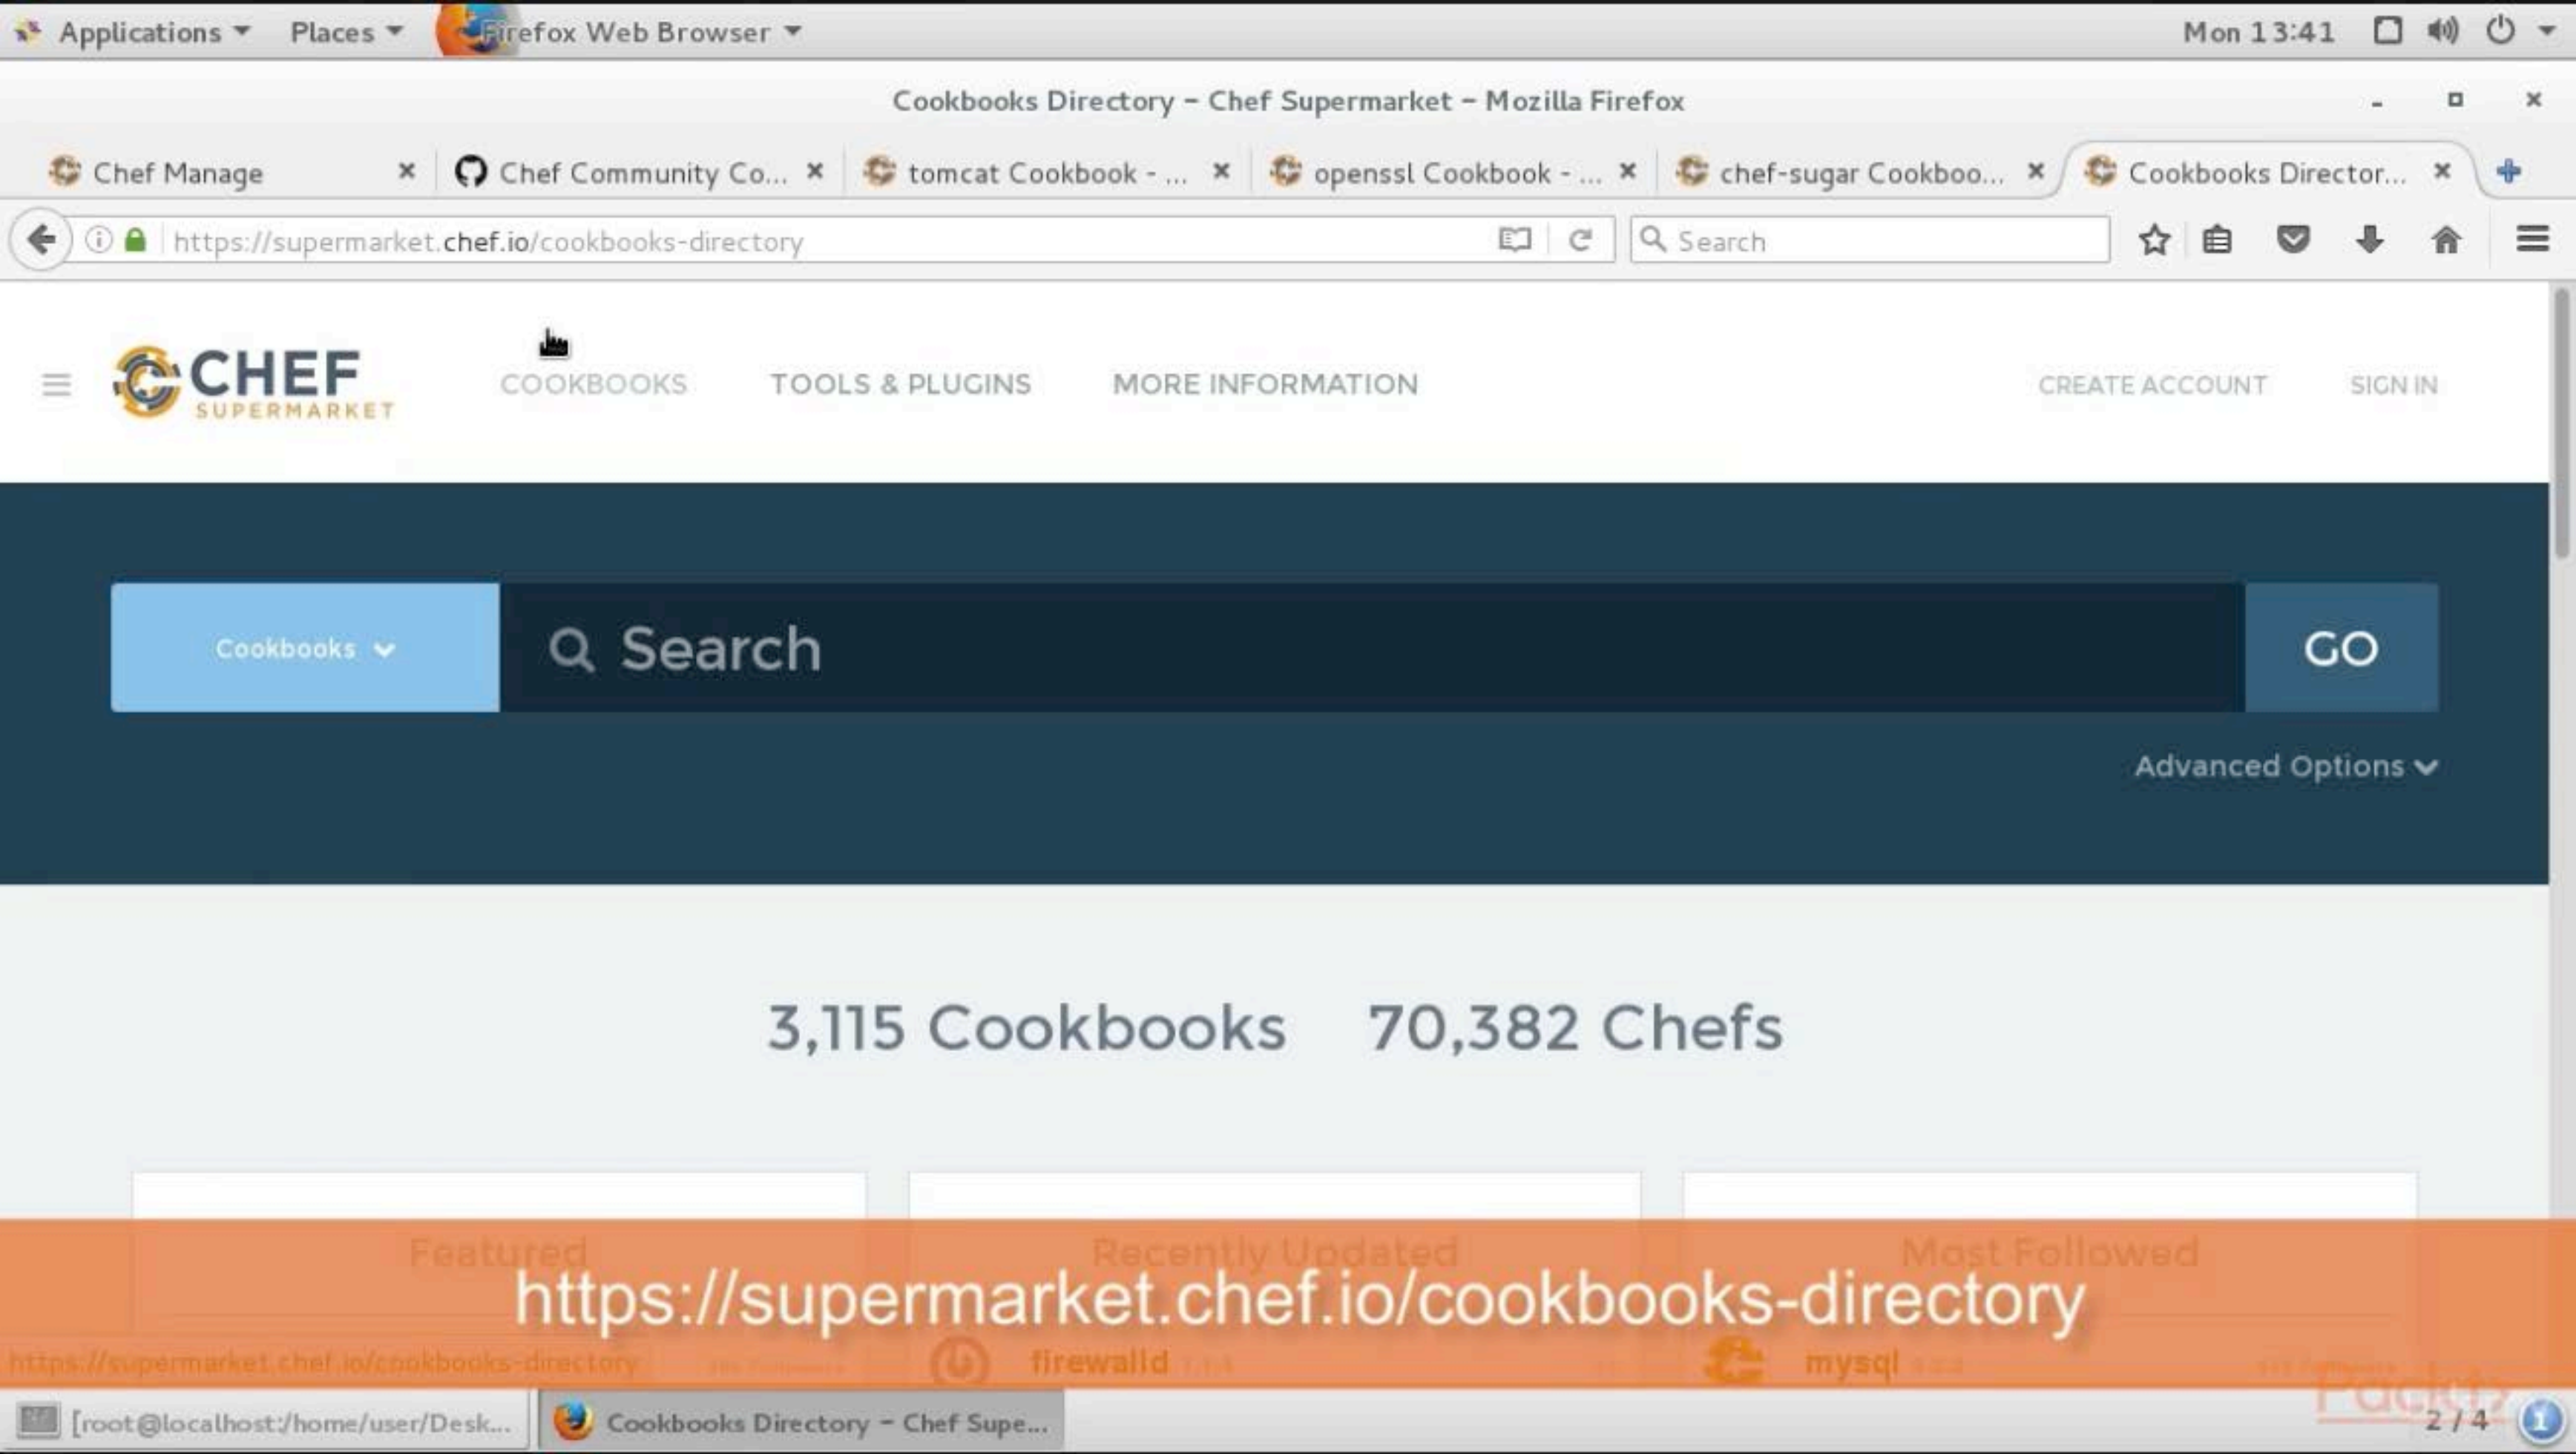 Applications Places Firefox Web Browser Mon 13:41
Cookbooks Directory - Chef Supermarket - Mozilla Firefox
Chef Manage Chef Community Co... tomcat Cookbook - ... openssl Cookbook - ... chef-sugar Cookboo... Cookbooks Director...
https://supermarket.chef.io/cookbooks-directory Search
CHEF
SUPERMARKET
COOKBOOKS TOOLS & PLUGINS MORE INFORMATION CREATE ACCOUNT SIGN IN
Cookbooks Search GO
Advanced Options
3,115 Cookbooks 70,382 Chefs
Featured Recently Updated Most Followed
https://supermarket.chef.io/cookbooks-directory
https://supermarket.chef.io/cookbooks-directory firewalld mysql
Packt>
[root@localhost:/home/user/Desk... Cookbooks Directory - Chef Supe... 2 / 4 1